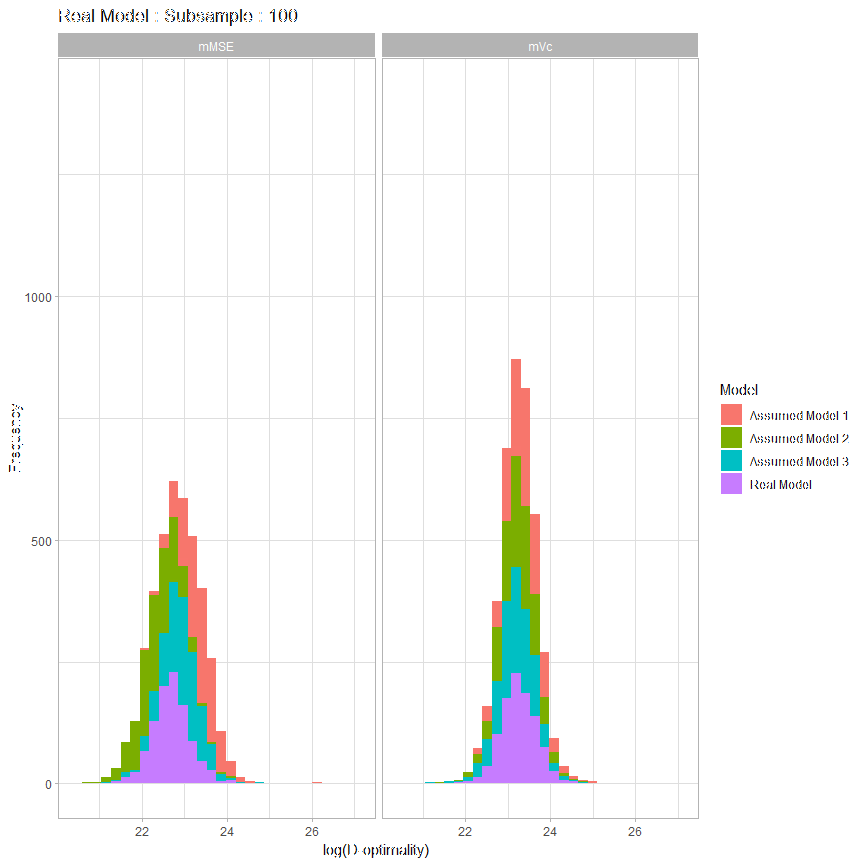 Real Model :: Subsample :: 100
mMSE
mVc
1000
500
0
Frequency
22
24
26
22
24
26
log(D-optimality)
Model
Assumed Model 1
Assumed Model 2
Assumed Model 3
Real Model